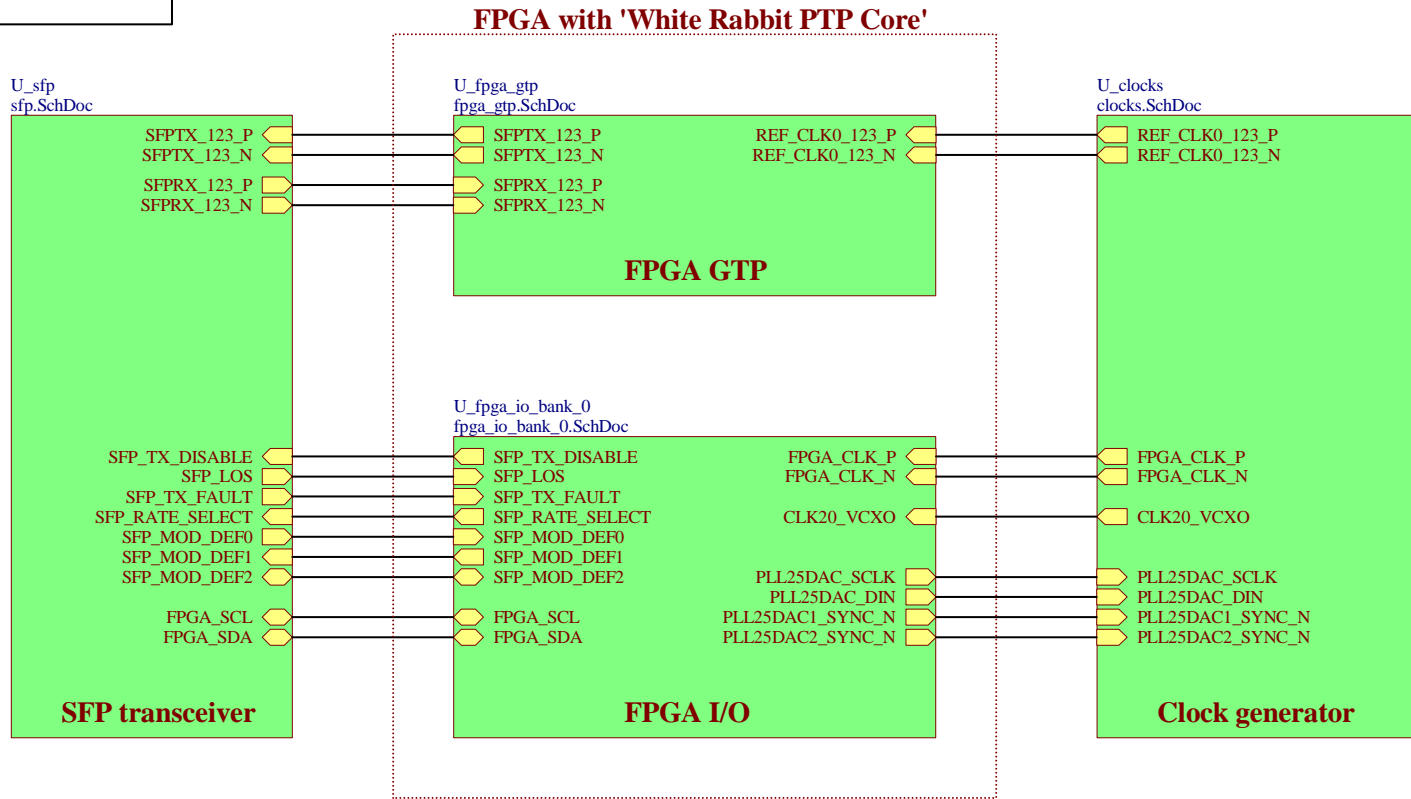 FPGA with 'White Rabbit PTP Core'
U_sfp
sfp.SchDoc
SFPTX_123_P
SFPTX_123_N
SFPRX_123_P
SFPRX_123_N
SFP_TX_DISABLE
SFP_LOS
SFP_TX_FAULT
SFP_RATE_SELECT
SFP_MOD_DEF0
SFP_MOD_DEF1
SFP_MOD_DEF2
FPGA_SCL
FPGA_SDA
SFP transceiver
U_fpga_gtp
fpga_gtp.SchDoc
SFPTX_123_P
SFPTX_123_N
SFPRX_123_P
SFPRX_123_N
REF_CLK0_123_P
REF_CLK0_123_N
FPGA GTP
U_fpga_io_bank_0
fpga_io_bank_0.SchDoc
SFP_TX_DISABLE
SFP_LOS
SFP_TX_FAULT
SFP_RATE_SELECT
SFP_MOD_DEF0
SFP_MOD_DEF1
SFP_MOD_DEF2
FPGA_SCL
FPGA_SDA
FPGA_CLK_P
FPGA_CLK_N
CLK20_VCXO
PLL25DAC_SCLK
PLL25DAC_DIN
PLL25DAC1_SYNC_N
PLL25DAC2_SYNC_N
FPGA I/O
U_clocks
clocks.SchDoc
REF_CLK0_123_P
REF_CLK0_123_N
FPGA_CLK_P
FPGA_CLK_N
CLK20_VCXO
PLL25DAC_SCLK
PLL25DAC_DIN
PLL25DAC1_SYNC_N
PLL25DAC2_SYNC_N
Clock generator